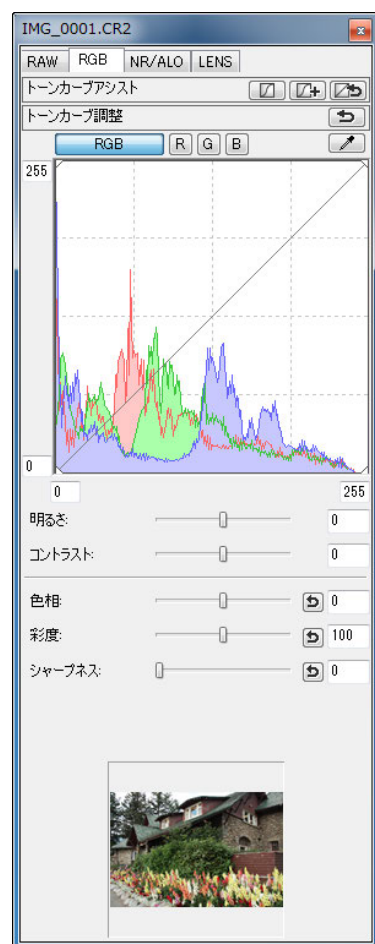 IMG_0001.CR2
RAW RGB NR/ALO LENS
トーンカーブアシスト
トーンカーブ調整
RGB R G B
255
0
0 255
明るさ: 0
コントラスト: 0
色相: 0
彩度: 100
シャープネス: 0